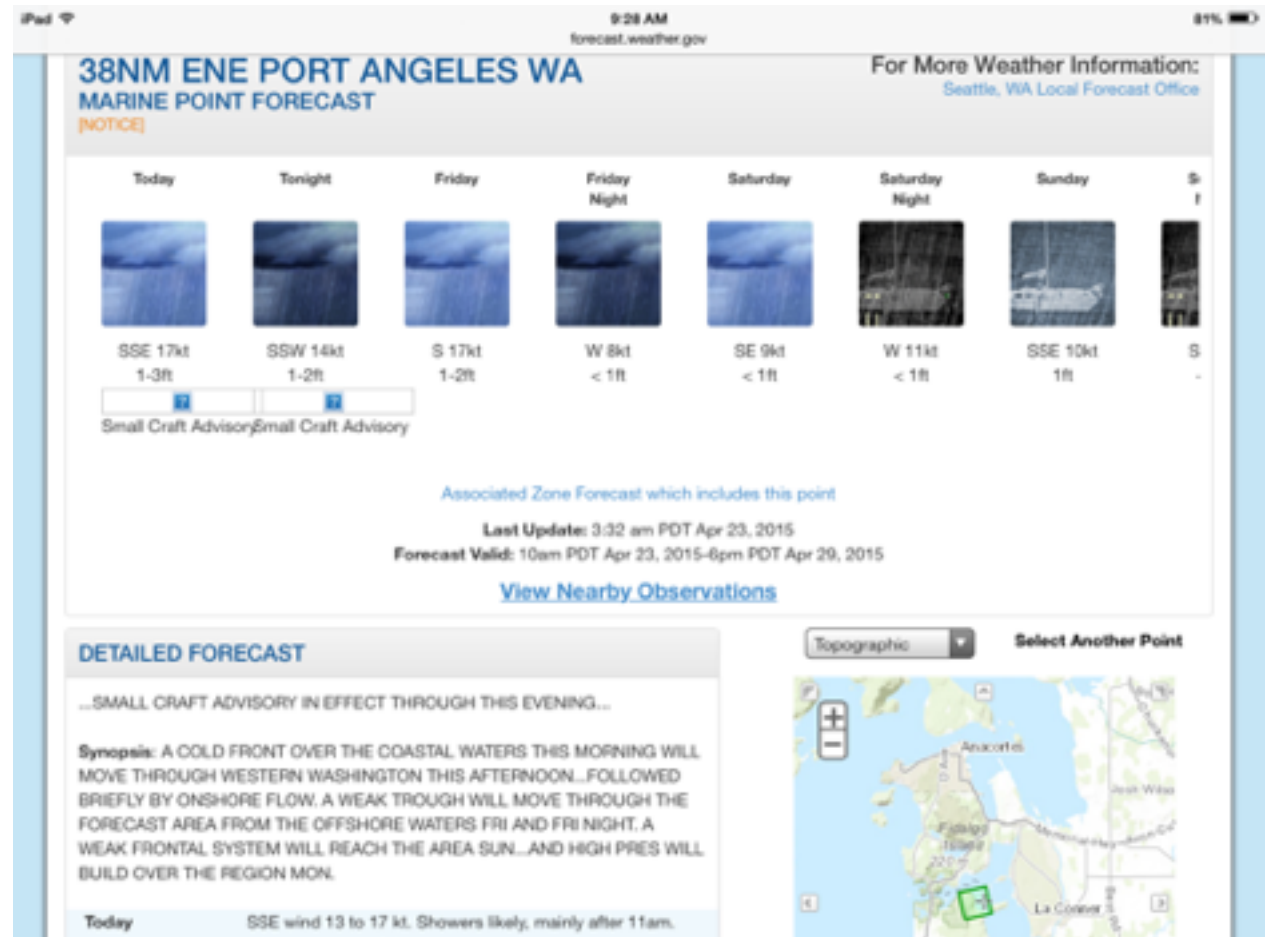 iPad 9:28 AM 81%
forecast.weather.gov
38NM ENE PORT ANGELES WA
MARINE POINT FORECAST
[NOTICE]
For More Weather Information:
Seattle, WA Local Forecast Office
Today Tonight Friday Friday Night Saturday Saturday Night Sunday
SSE 17kt SSW 14kt S 17kt W 8kt SE 9kt W 11kt SSE 10kt S
1-3ft 1-2ft 1-2ft < 1ft < 1ft < 1ft 1ft
? ?
Small Craft Advisory Small Craft Advisory
Associated Zone Forecast which includes this point
Last Update: 3:32 am PDT Apr 23, 2015
Forecast Valid: 10am PDT Apr 23, 2015-6pm PDT Apr 29, 2015
View Nearby Observations
DETAILED FORECAST
...SMALL CRAFT ADVISORY IN EFFECT THROUGH THIS EVENING...
Synopsis: A COLD FRONT OVER THE COASTAL WATERS THIS MORNING WILL
MOVE THROUGH WESTERN WASHINGTON THIS AFTERNOON...FOLLOWED
BRIEFLY BY ONSHORE FLOW. A WEAK TROUGH WILL MOVE THROUGH THE
FORECAST AREA FROM THE OFFSHORE WATERS FRI AND FRI NIGHT. A
WEAK FRONTAL SYSTEM WILL REACH THE AREA SUN...AND HIGH PRES WILL
BUILD OVER THE REGION MON.
Today SSE wind 13 to 17 kt. Showers likely, mainly after 11am.
Topographic
Select Another Point
+
−
Anacortes
Fidalgo
Island
220 m
La Conner